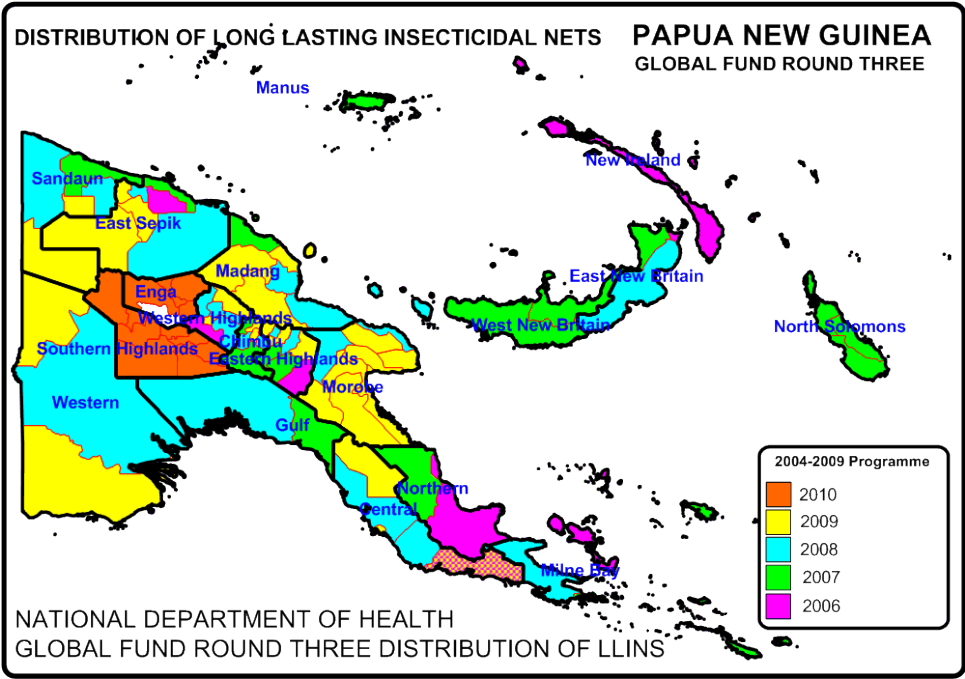 DISTRIBUTION OF LONG LASTING INSECTICIDAL NETS
PAPUA NEW GUINEA
GLOBAL FUND ROUND THREE
Manus
New Ireland
Sandaun
East Sepik
Madang
East New Britain
Enga
Western Highlands
West New Britain
North Solomons
Chimbu
Southern Highlands
Eastern Highlands
Morobe
Western
Gulf
Northern
Central
Milne Bay
2004-2009 Programme
2010
2009
2008
2007
2006
NATIONAL DEPARTMENT OF HEALTH
GLOBAL FUND ROUND THREE DISTRIBUTION OF LLINS